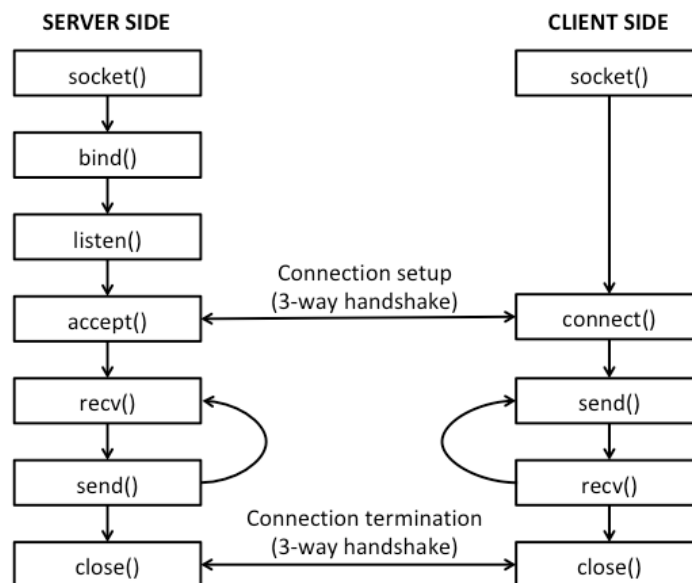 SERVER SIDE
CLIENT SIDE
socket()
socket()
bind()
listen()
Connection setup
(3-way handshake)
accept()
connect()
recv()
send()
send()
recv()
Connection termination
(3-way handshake)
close()
close()